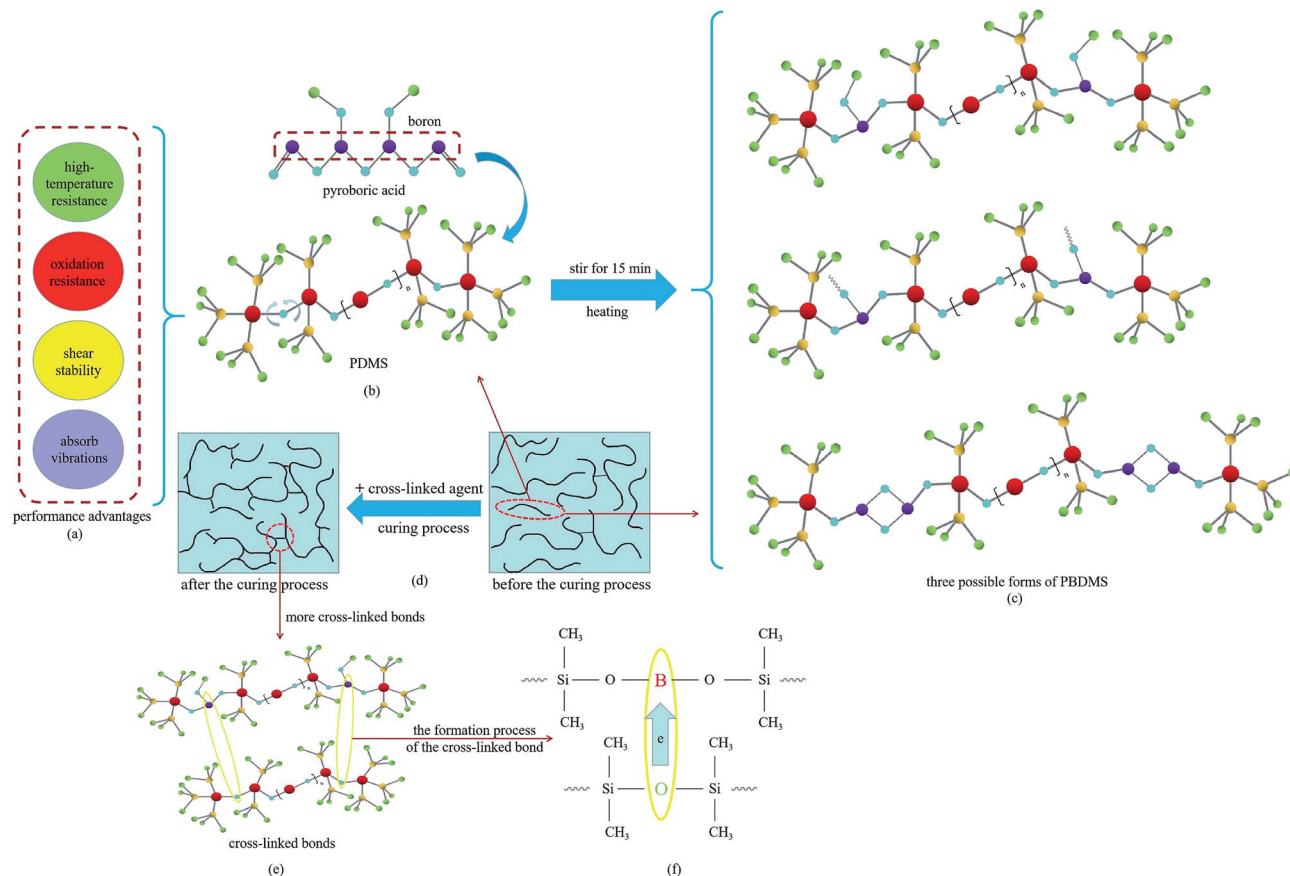 high-
temperature
resistance
oxidation
resistance
shear
stability
absorb
vibrations
performance advantages
(a)
boron
pyroboric acid
n
PDMS
(b)
stir for 15 min
heating
n
n
n
three possible forms of PBDMS
(c)
+ cross-linked agent
curing process
after the curing process
(d)
before the curing process
more cross-linked bonds
the formation process
of the cross-linked bond
cross-linked bonds
(e)
CH3 CH3
Si O B O Si
CH3 CH3
e
CH3 CH3
Si O Si
CH3 CH3
(f)